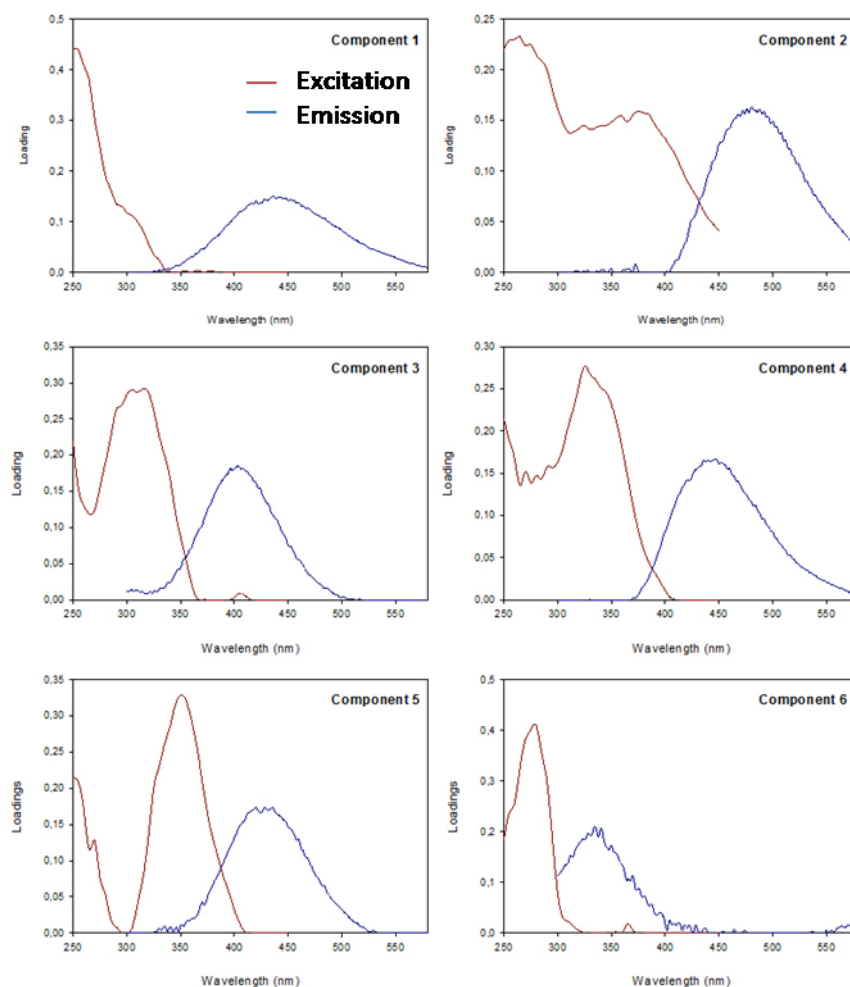 Component 1
Excitation
Emission
0,5
0,4
0,3
0,2
0,1
0,0
Loading
250 300 350 400 450 500 550
Wavelength (nm)
Component 2
0,25
0,20
0,15
0,10
0,05
0,00
Loading
250 300 350 400 450 500 550
Wavelength (nm)
Component 3
0,35
0,30
0,25
0,20
0,15
0,10
0,05
0,00
Loading
250 300 350 400 450 500 550
Wavelength (nm)
Component 4
0,30
0,25
0,20
0,15
0,10
0,05
0,00
Loading
250 300 350 400 450 500 550
Wavelength (nm)
Component 5
0,35
0,30
0,25
0,20
0,15
0,10
0,05
0,00
Loadings
250 300 350 400 450 500 550
Wavelength (nm)
Component 6
0,4
0,3
0,2
0,1
0,0
Loadings
250 300 350 400 450 500 550
Wavelength (nm)